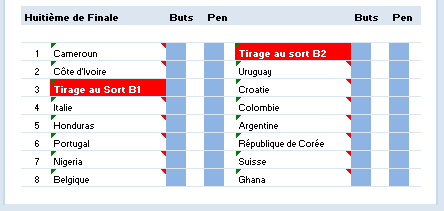 Huitième de Finale Buts Pen Buts Pen
1 Cameroun Tirage au sort B2
2 Côte d'Ivoire Uruguay
3 Tirage au Sort B1 Croatie
4 Italie Colombie
5 Honduras Argentine
6 Portugal République de Corée
7 Nigeria Suisse
8 Belgique Ghana